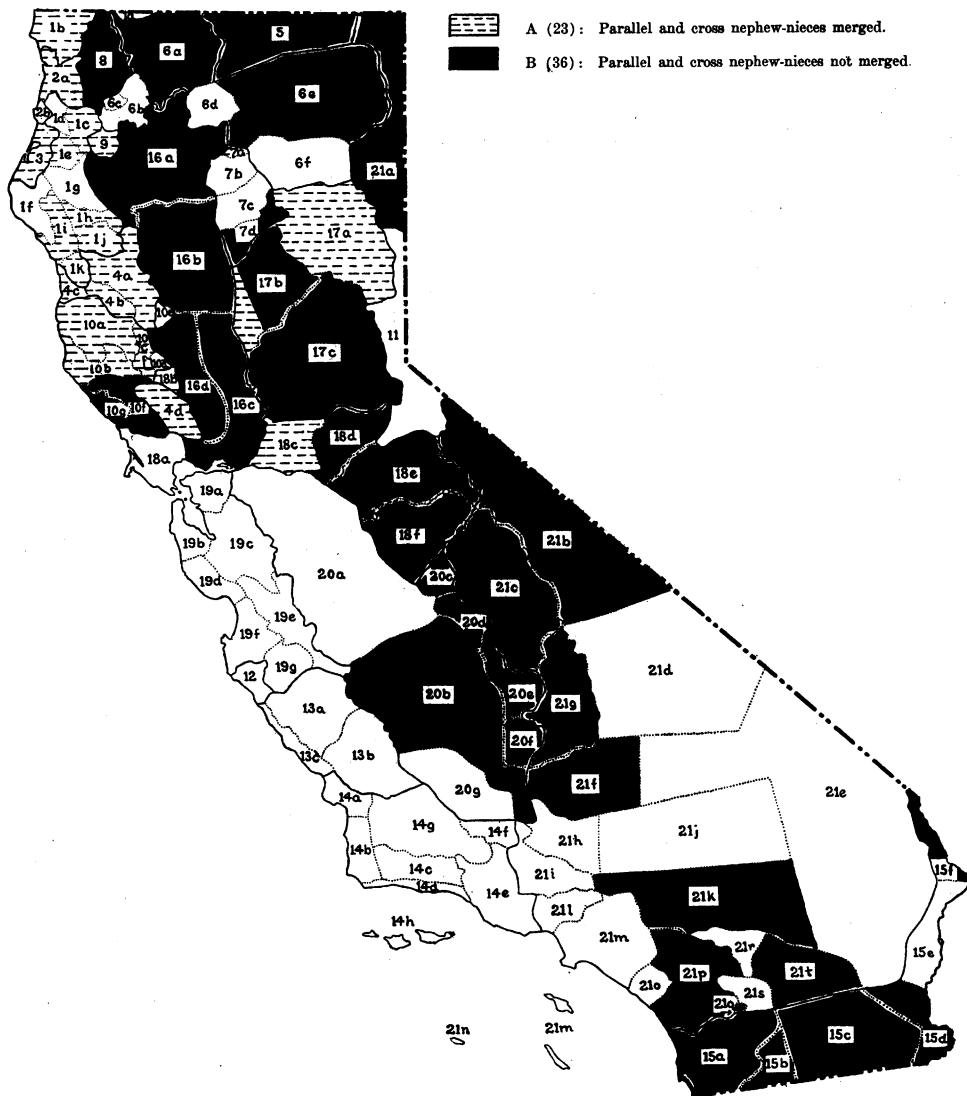 A (23): Parallel and cross nephew-nieces merged.
B (36): Parallel and cross nephew-nieces not merged.
1b
8
6a
5
2a
6c
6b
6d
6e
2b
1d
1c
9
16a
6f
21a
3
1e
7b
1g
1f
7c
1h
1i
1j
7d
17a
16b
1k
4a
17b
4c
4b
10a
11
17c
10b
18b
16d
16c
10f
4d
18c
18d
18a
18e
19a
18f
19b
19c
21b
20a
20c
21c
19d
19e
20d
19f
19g
12
20b
20e
21g
21d
13a
20f
13b
13c
21f
20g
21e
14a
14g
14f
21h
21j
14b
14c
14d
14e
21i
21k
15f
21l
14h
21m
21r
15e
21p
21t
21o
21s
21q
21n
21m
15a
15b
15c
15d